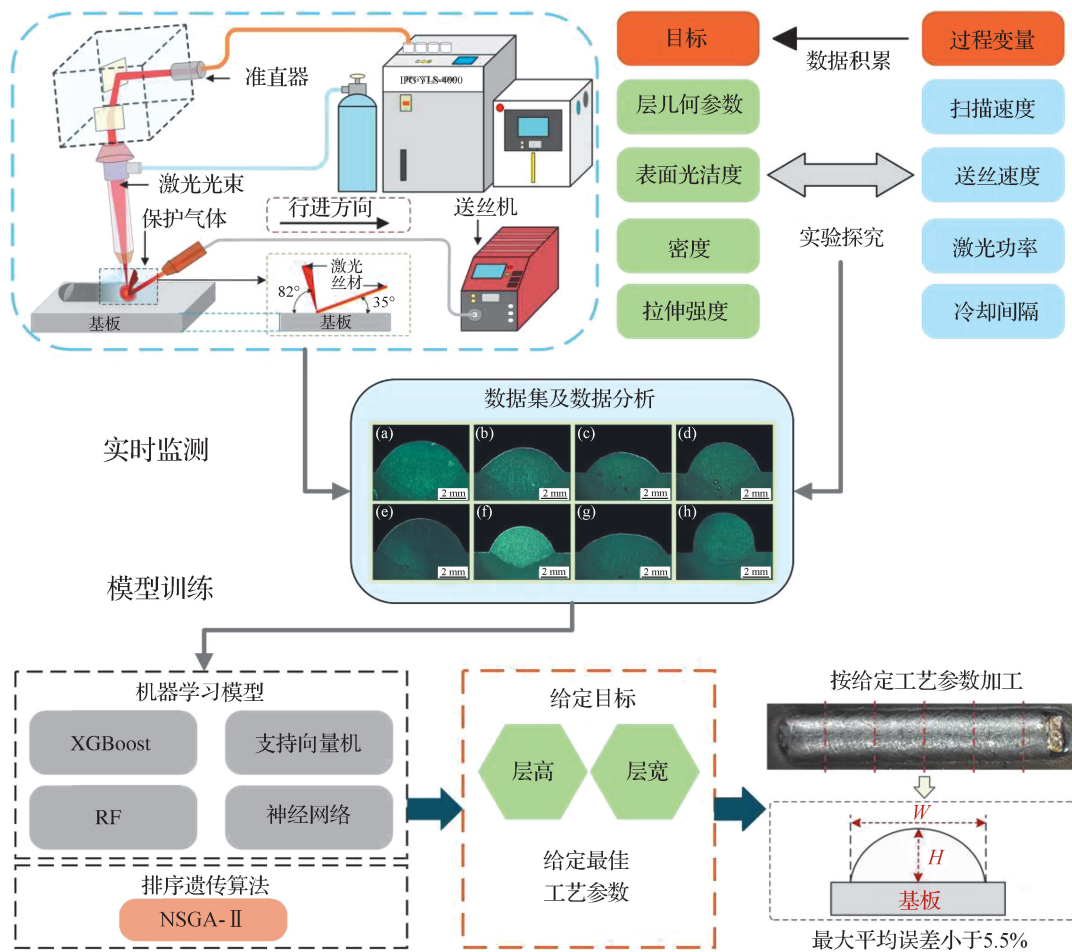 准直器
IPG YLS-4000
激光光束
保护气体
行进方向
送丝机
激光
丝材
82°
35°
基板
基板
目标
数据积累
过程变量
层几何参数
扫描速度
表面光洁度
送丝速度
实验探究
密度
激光功率
拉伸强度
冷却间隔
实时监测
数据集及数据分析
(a)
(b)
(c)
(d)
2 mm
2 mm
2 mm
2 mm
(e)
(f)
(g)
(h)
2 mm
2 mm
2 mm
2 mm
模型训练
机器学习模型
XGBoost
支持向量机
RF
神经网络
排序遗传算法
NSGA-Ⅱ
给定目标
层高
层宽
给定最佳
工艺参数
按给定工艺参数加工
W
H
基板
最大平均误差小于5.5%